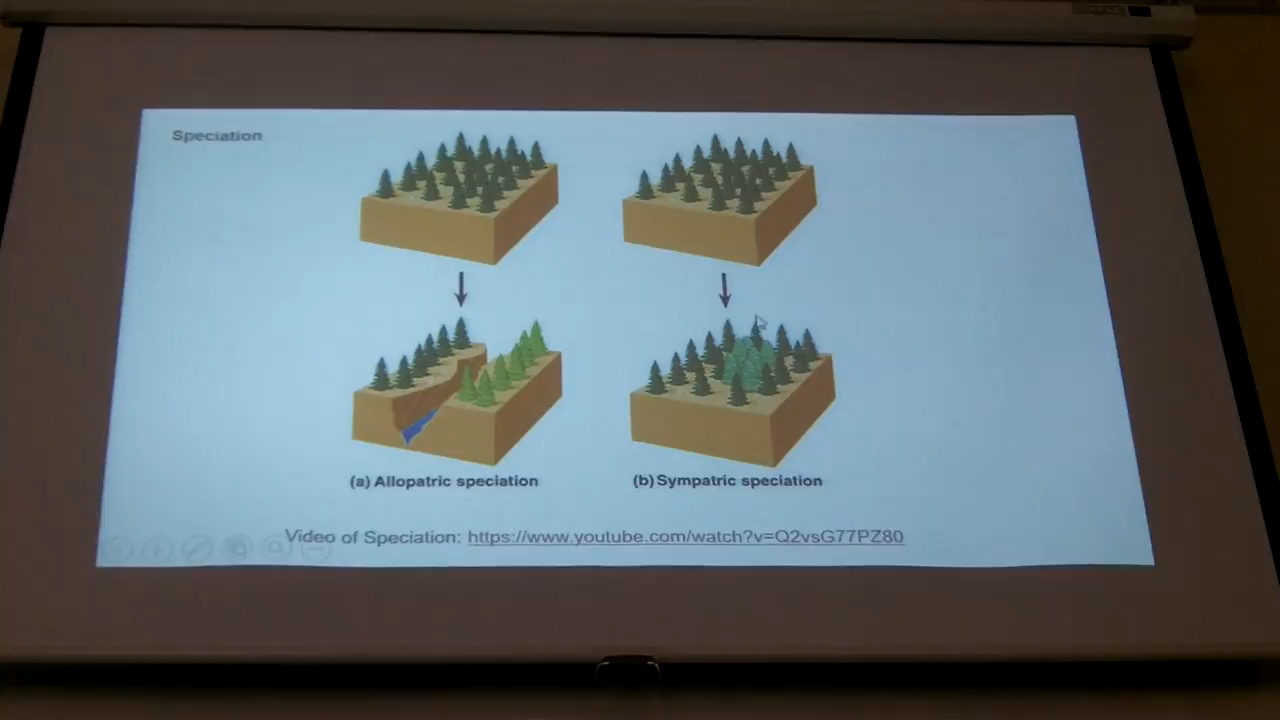 Speciation
(a) Allopatric speciation
(b) Sympatric speciation
Video of Speciation: https://www.youtube.com/watch?v=Q2vsG77PZ80